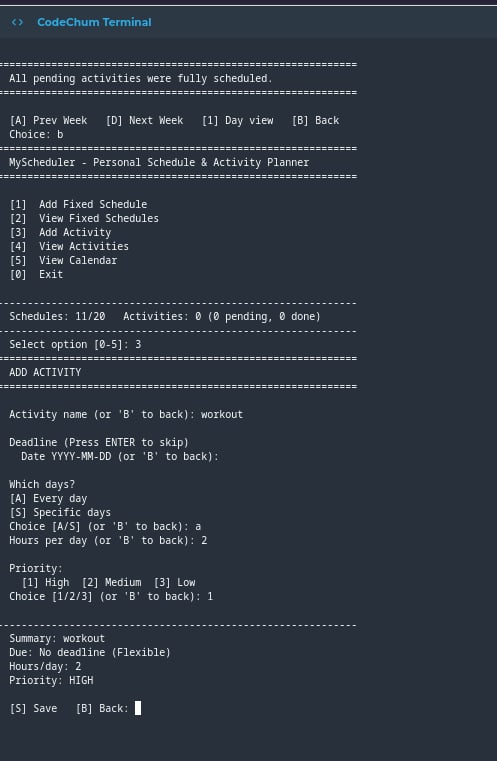 <> CodeChum Terminal
===========================================================
All pending activities were fully scheduled.
===========================================================
[A] Prev Week   [D] Next Week   [1] Day view   [B] Back
Choice: b
===========================================================
MyScheduler - Personal Schedule & Activity Planner
===========================================================
[1]  Add Fixed Schedule
[2]  View Fixed Schedules
[3]  Add Activity
[4]  View Activities
[5]  View Calendar
[0]  Exit
-----------------------------------------------------------
Schedules: 11/20   Activities: 0 (0 pending, 0 done)
-----------------------------------------------------------
Select option [0-5]: 3
===========================================================
ADD ACTIVITY
===========================================================
Activity name (or 'B' to back): workout
Deadline (Press ENTER to skip)
  Date YYYY-MM-DD (or 'B' to back):
Which days?
[A] Every day
[S] Specific days
Choice [A/S] (or 'B' to back): a
Hours per day (or 'B' to back): 2
Priority:
  [1] High  [2] Medium  [3] Low
Choice [1/2/3] (or 'B' to back): 1
-----------------------------------------------------------
Summary: workout
Due: No deadline (Flexible)
Hours/day: 2
Priority: HIGH
[S] Save   [B] Back: